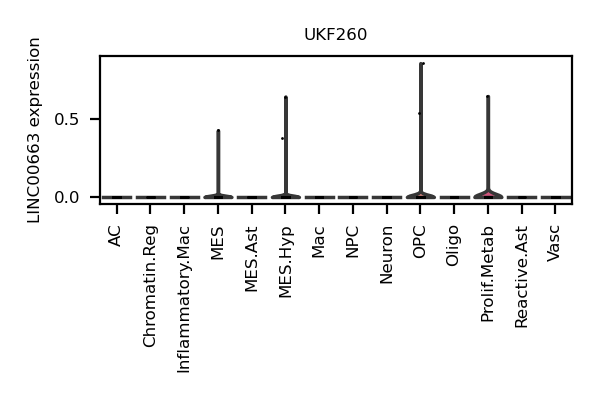 UKF260
LINC00663 expression
0.5
0.0
AC
Chromatin.Reg
Inflammatory.Mac
MES
MES.Ast
MES.Hyp
Mac
NPC
Neuron
OPC
Oligo
Prolif.Metab
Reactive.Ast
Vasc